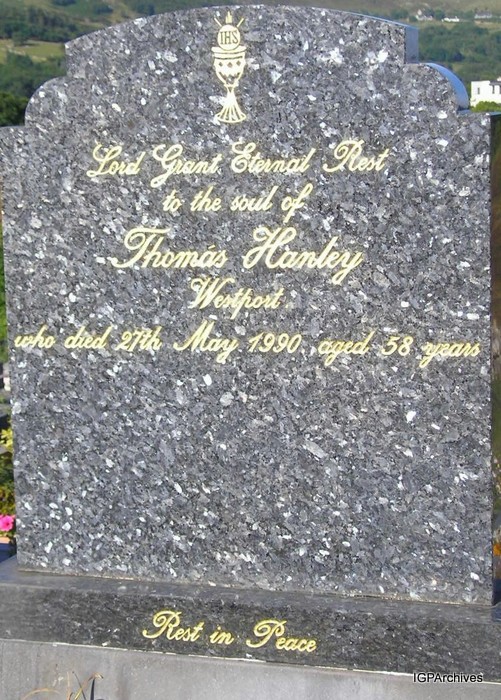 IHS
Lord Grant Eternal Rest
to the soul of
Thomás Hanley
Westport
who died 27th May 1990 aged 58 years
Rest in Peace
IGPArchives